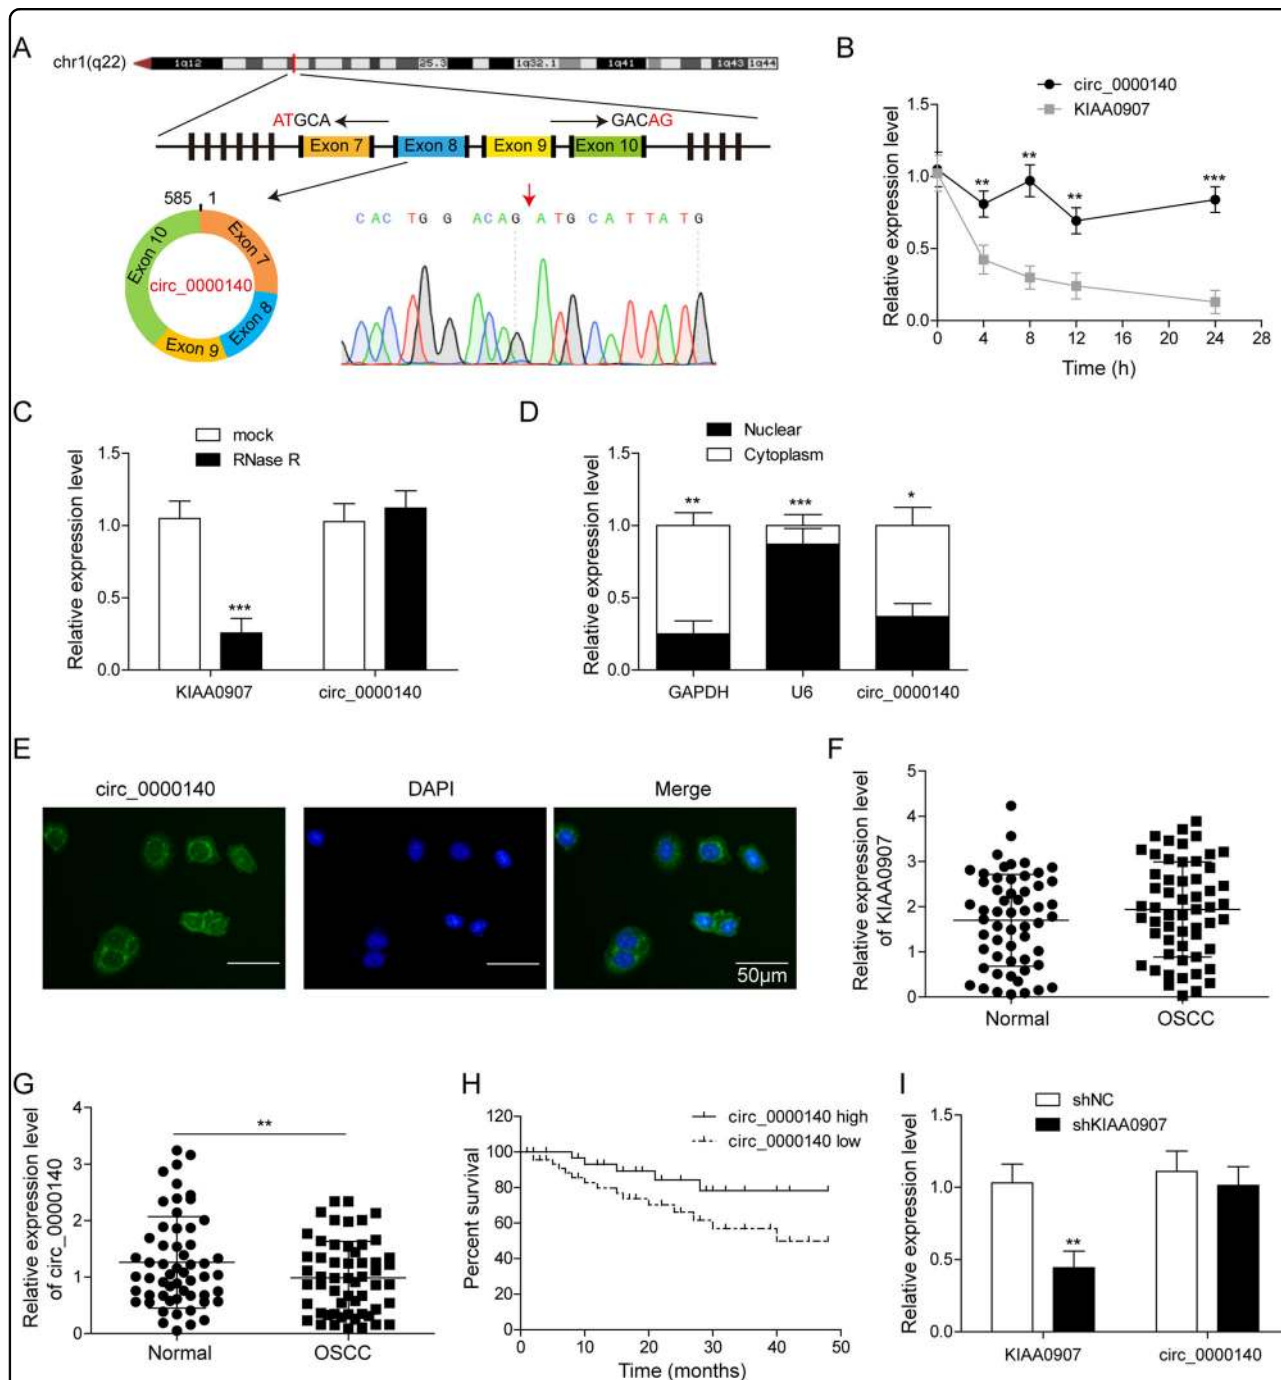 A
chr1(q22)
1q12 25.3 1q32.1 1q41 1q43 1q44
ATGCA GACAG
Exon 7 Exon 8 Exon 9 Exon 10
585 1
Exon 10 Exon 7
circ_0000140
Exon 9 Exon 8
CAC TG G ACAG ATGCA T TATG
B
circ_0000140
KIAA0907
Relative expression level
1.5
1.0
0.5
0.0
** ** ** ***
0 4 8 12 16 20 24 28
Time (h)
C
mock
RNase R
Relative expression level
1.5
1.0
0.5
0.0
***
KIAA0907 circ_0000140
D
Nuclear
Cytoplasm
Relative expression level
1.5
1.0
0.5
0.0
** *** *
GAPDH U6 circ_0000140
E
circ_0000140 DAPI Merge
50μm
F
Relative expression level
of KIAA0907
5
4
3
2
1
0
Normal OSCC
G
Relative expression level
of circ_0000140
4
3
2
1
0
**
Normal OSCC
H
circ_0000140 high
circ_0000140 low
Percent survival
120
100
80
60
40
20
0
0 10 20 30 40 50
Time (months)
I
shNC
shKIAA0907
Relative expression level
1.5
1.0
0.5
0.0
**
KIAA0907 circ_0000140